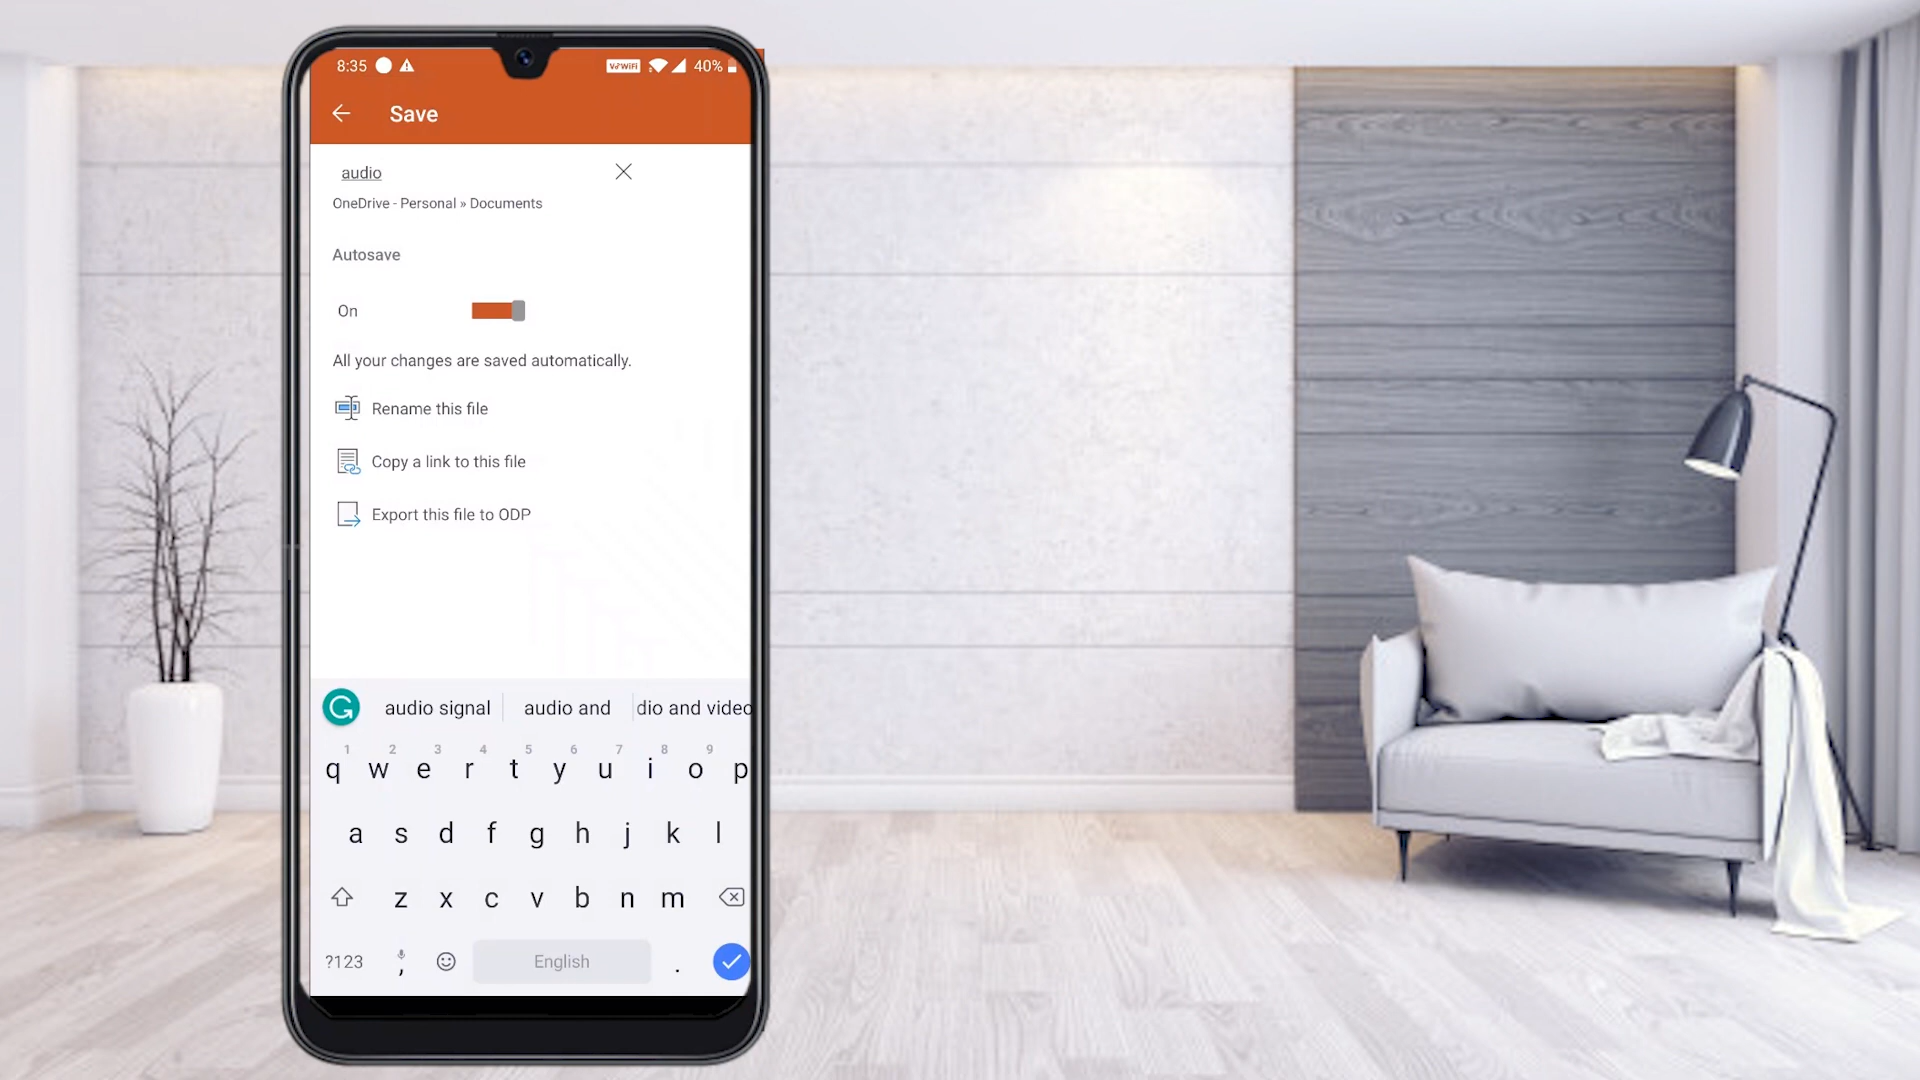 8:35 VoWiFi 40%
Save
audio
OneDrive - Personal » Documents
Autosave
On
All your changes are saved automatically.
Rename this file
Copy a link to this file
Export this file to ODP
audio signal audio and dio and video
1 2 3 4 5 6 7 8 9
q w e r t y u i o p
a s d f g h j k l
z x c v b n m
?123 , English .